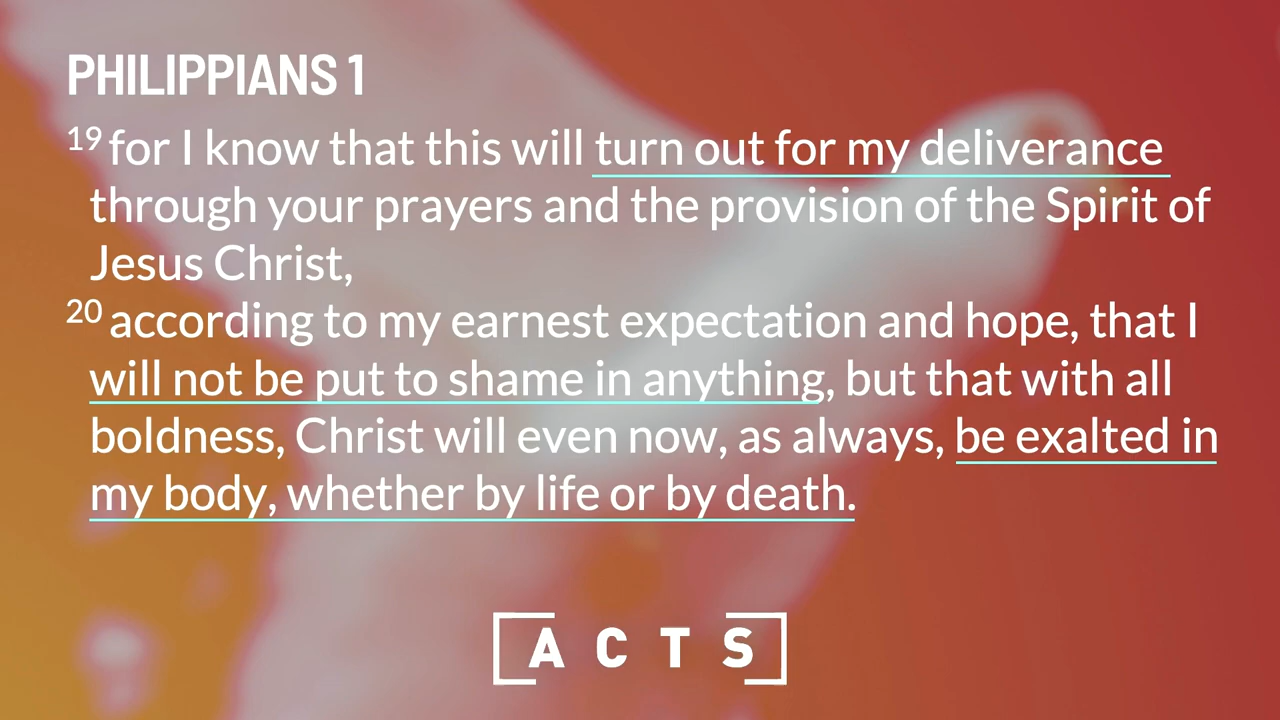 PHILIPPIANS 1
19 for I know that this will turn out for my deliverance
through your prayers and the provision of the Spirit of
Jesus Christ,
20 according to my earnest expectation and hope, that I
will not be put to shame in anything, but that with all
boldness, Christ will even now, as always, be exalted in
my body, whether by life or by death.
ACTS